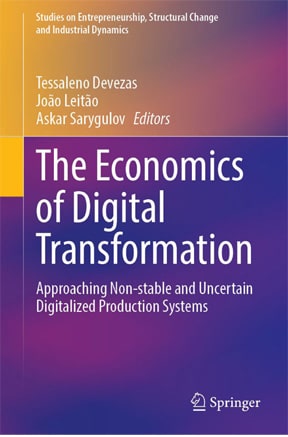 Studies on Entrepreneurship, Structural Change
and Industrial Dynamics
Tessaleno Devezas
João Leitão
Askar Sarygulov Editors
The Economics
of Digital
Transformation
Approaching Non-stable and Uncertain
Digitalized Production Systems
Springer